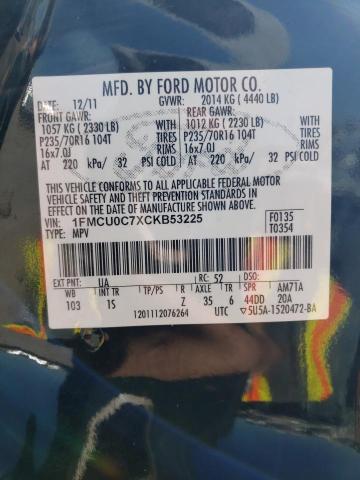 MFD. BY FORD MOTOR CO.
DATE: 12/11 GVWR: 2014 KG ( 4440 LB)
FRONT GAWR: REAR GAWR:
1057 KG ( 2330 LB) WITH 1012 KG ( 2230 LB) WITH
P235/70R16 104T TIRES P235/70R16 104T TIRES
16x7.0J RIMS 16x7.0J RIMS
AT 220 kPa/ 32 PSI COLD AT 220 kPa/ 32 PSI COLD
THIS VEHICLE CONFORMS TO ALL APPLICABLE FEDERAL MOTOR
VEHICLE SAFETY AND BUMPER STANDARDS IN EFFECT ON THE DATE OF
MANUFACTURE SHOWN ABOVE.
VIN: 1FMCU0C7XCKB53225 F0135
TYPE: MPV T0354
EXT PNT: UA RC: 52
WB BRK INT TR TP/PS R AXLE TR SPR AM71A
103 15 Z 35 6 44DD 20A
1201112076264 UTC ▽5U5A-1520472-BA